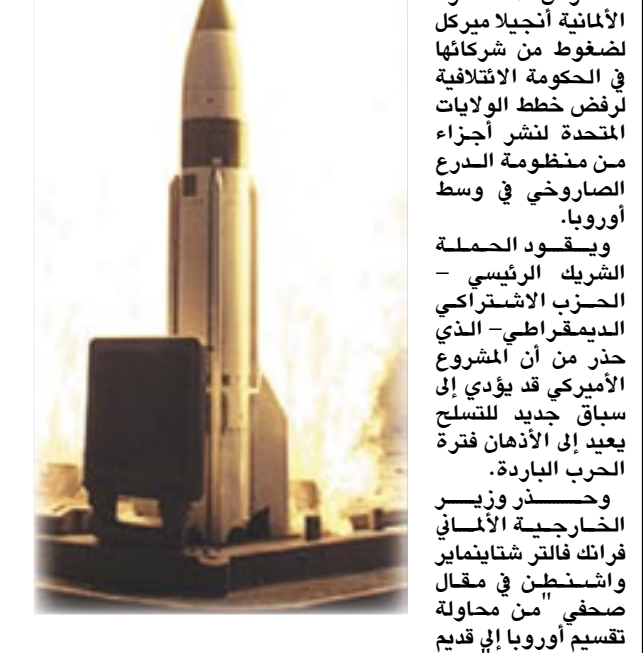 الألمانية أنجيلا ميركل
لضغوط من شركائها
في الحكومة الائتلافية
لرفض خطط الولايات
المتحدة لنشر أجزاء
من منظومة الدرع
الصاروخي في وسط
أوروبا.
ويقود الحملة
الشريك الرئيسي –
الحزب الاشتراكي
الديمقراطي– الذي
حذر من أن المشروع
الأميركي قد يؤدي إلى
سباق جديد للتسلح
يعيد إلى الأذهان فترة
الحرب الباردة.
وحذر وزير
الخارجية الألماني
فرانك فالتر شتاينماير
واشنطن في مقال
صحفي "من محاولة
تقسيم أوروبا إلى قديم